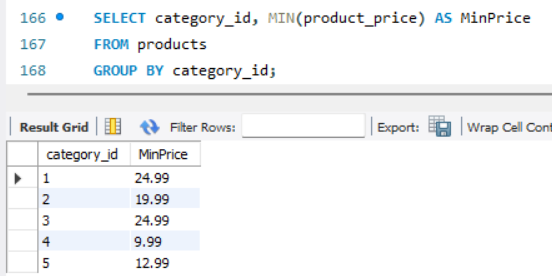 166 SELECT category_id, MIN(product_price) AS MinPrice
167 FROM products
168 GROUP BY category_id;
Result Grid Filter Rows: Export: Wrap Cell Cont
category_id MinPrice
1 24.99
2 19.99
3 24.99
4 9.99
5 12.99